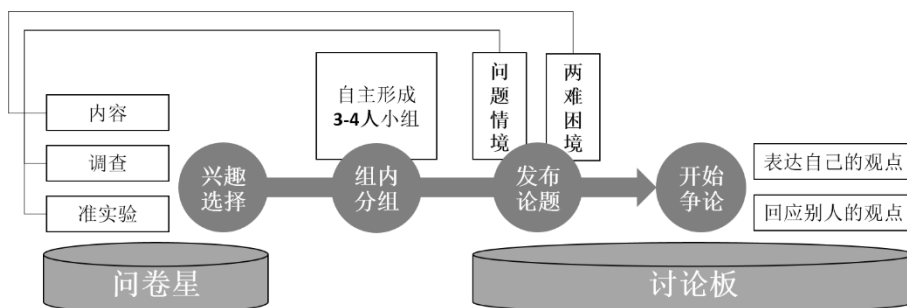 内容
调查
准实验
兴趣
选择
自主形成
3-4人小组
组内
分组
问题情境
两难困境
发布
论题
开始
争论
表达自己的观点
回应别人的观点
问卷星
讨论板